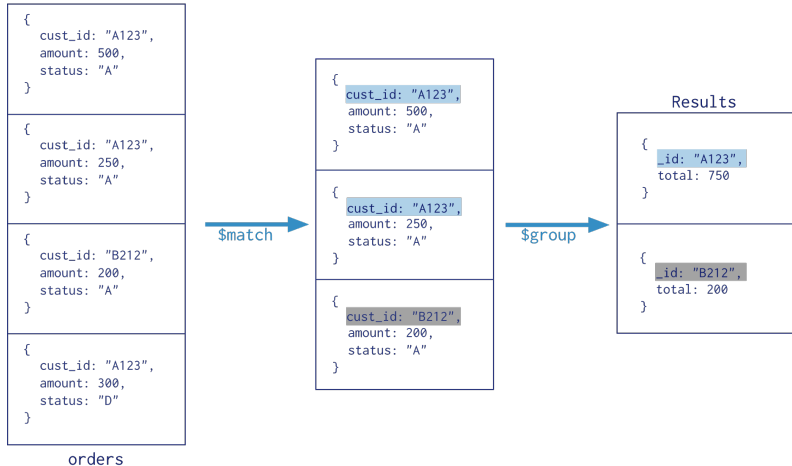 {
cust_id: "A123",
amount: 500,
status: "A"
}
{
cust_id: "A123",
amount: 250,
status: "A"
}
{
cust_id: "B212",
amount: 200,
status: "A"
}
{
cust_id: "A123",
amount: 300,
status: "D"
}
orders
$match
{
cust_id: "A123",
amount: 500,
status: "A"
}
{
cust_id: "A123",
amount: 250,
status: "A"
}
{
cust_id: "B212",
amount: 200,
status: "A"
}
$group
Results
{
_id: "A123",
total: 750
}
{
_id: "B212",
total: 200
}